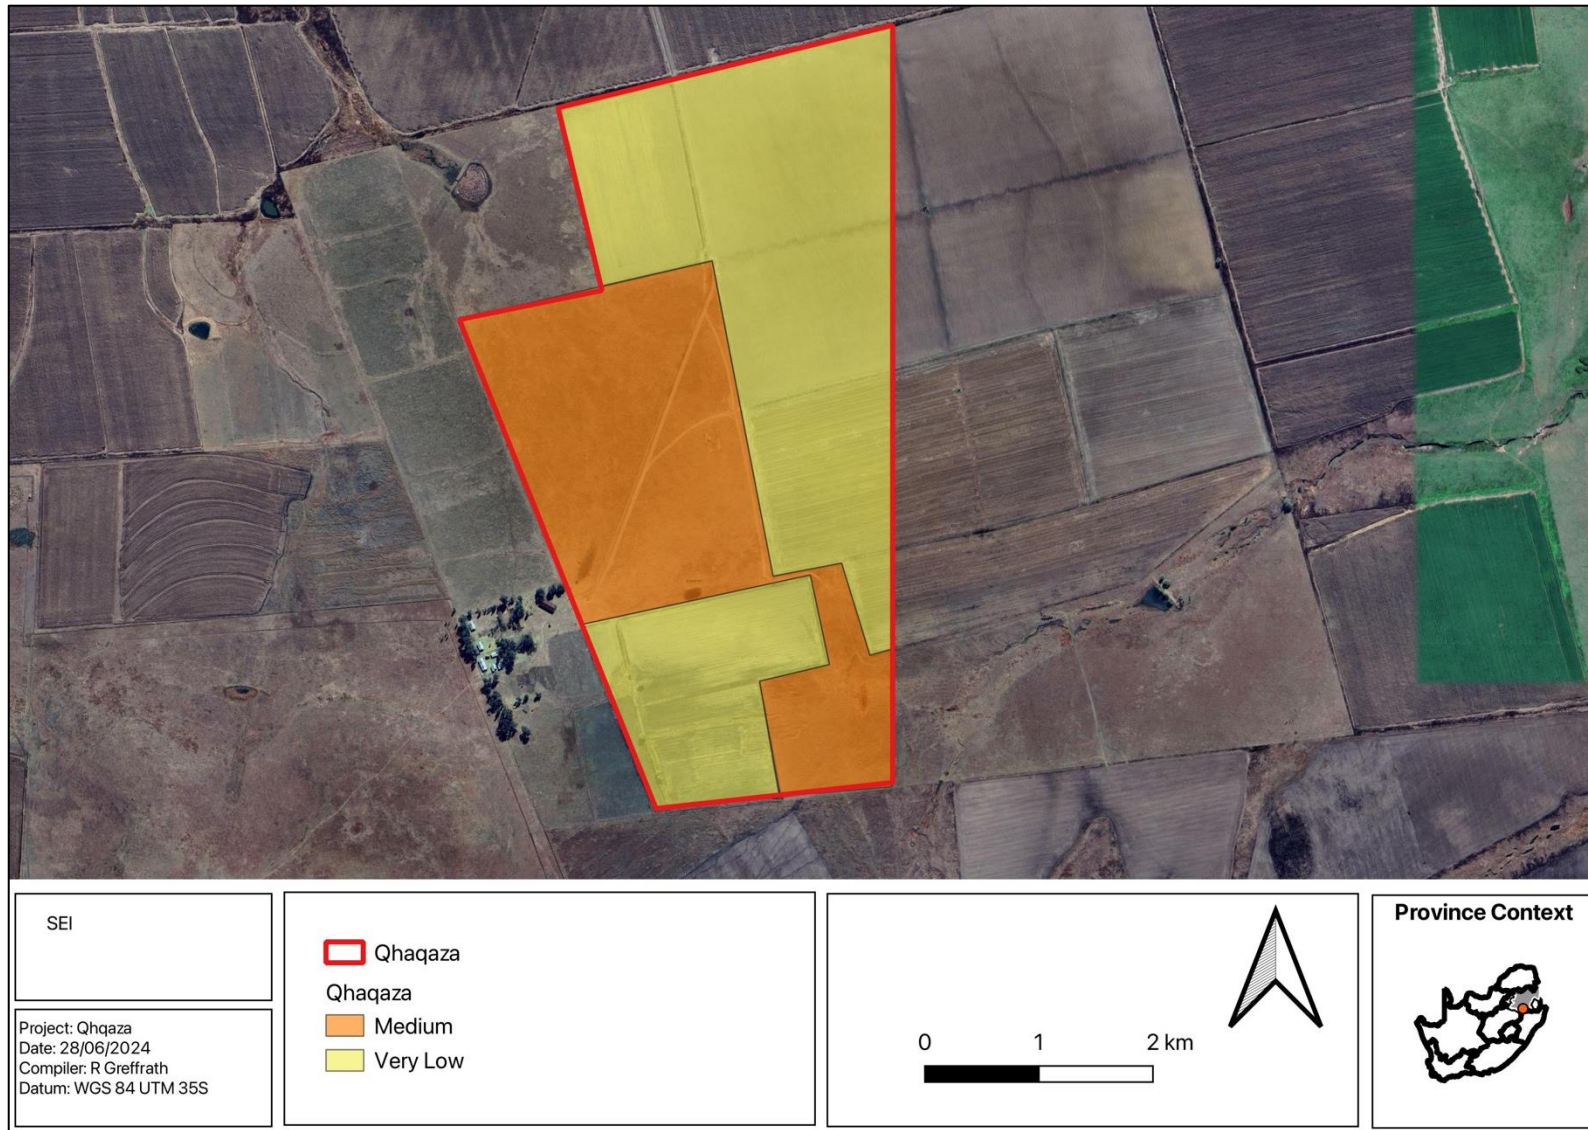 SEI
Project: Qhqaza
Date: 28/06/2024
Compiler: R Greffrath
Datum: WGS 84 UTM 35S
Qhaqaza
Qhaqaza
Medium
Very Low
0 1 2 km
Province Context